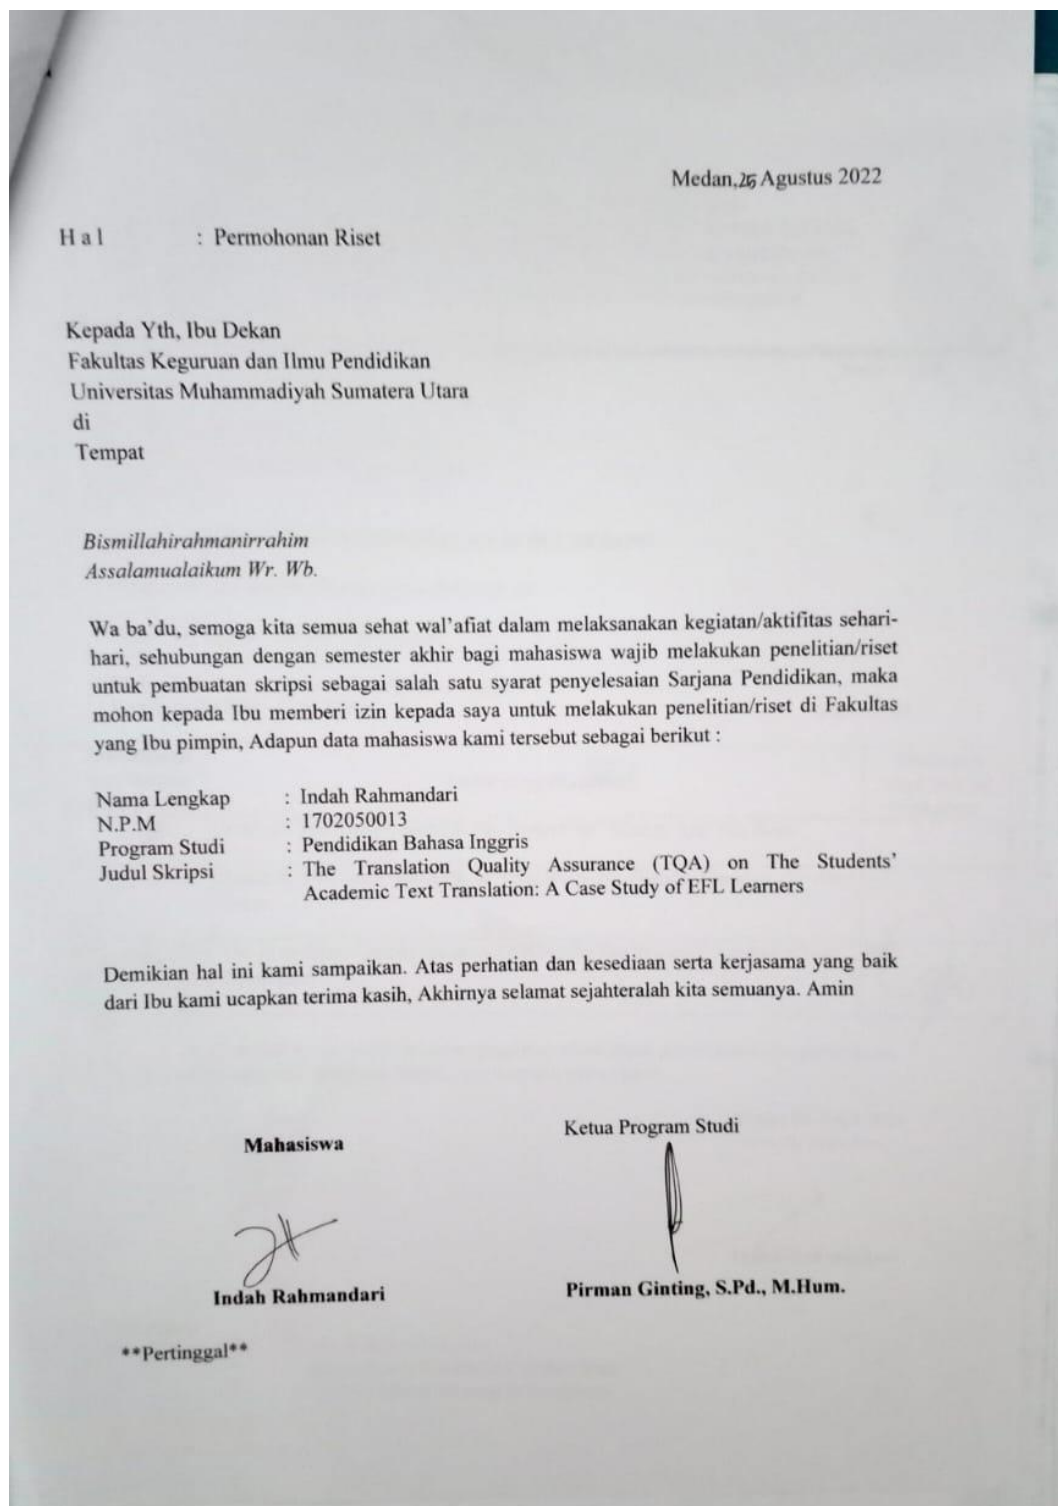 Medan, 25 Agustus 2022
H a l : Permohonan Riset
Kepada Yth, Ibu Dekan
Fakultas Keguruan dan Ilmu Pendidikan
Universitas Muhammadiyah Sumatera Utara
di
Tempat
Bismillahirahmanirrahim
Assalamualaikum Wr. Wb.
Wa ba'du, semoga kita semua sehat wal'afiat dalam melaksanakan kegiatan/aktifitas sehari-
hari, sehubungan dengan semester akhir bagi mahasiswa wajib melakukan penelitian/riset
untuk pembuatan skripsi sebagai salah satu syarat penyelesaian Sarjana Pendidikan, maka
mohon kepada Ibu memberi izin kepada saya untuk melakukan penelitian/riset di Fakultas
yang Ibu pimpin, Adapun data mahasiswa kami tersebut sebagai berikut :
Nama Lengkap : Indah Rahmandari
N.P.M : 1702050013
Program Studi : Pendidikan Bahasa Inggris
Judul Skripsi : The Translation Quality Assurance (TQA) on The Students'
Academic Text Translation: A Case Study of EFL Learners
Demikian hal ini kami sampaikan. Atas perhatian dan kesediaan serta kerjasama yang baik
dari Ibu kami ucapkan terima kasih, Akhirnya selamat sejahteralah kita semuanya. Amin
Mahasiswa
Ketua Program Studi
Indah Rahmandari
Pirman Ginting, S.Pd., M.Hum.
**Pertinggal**